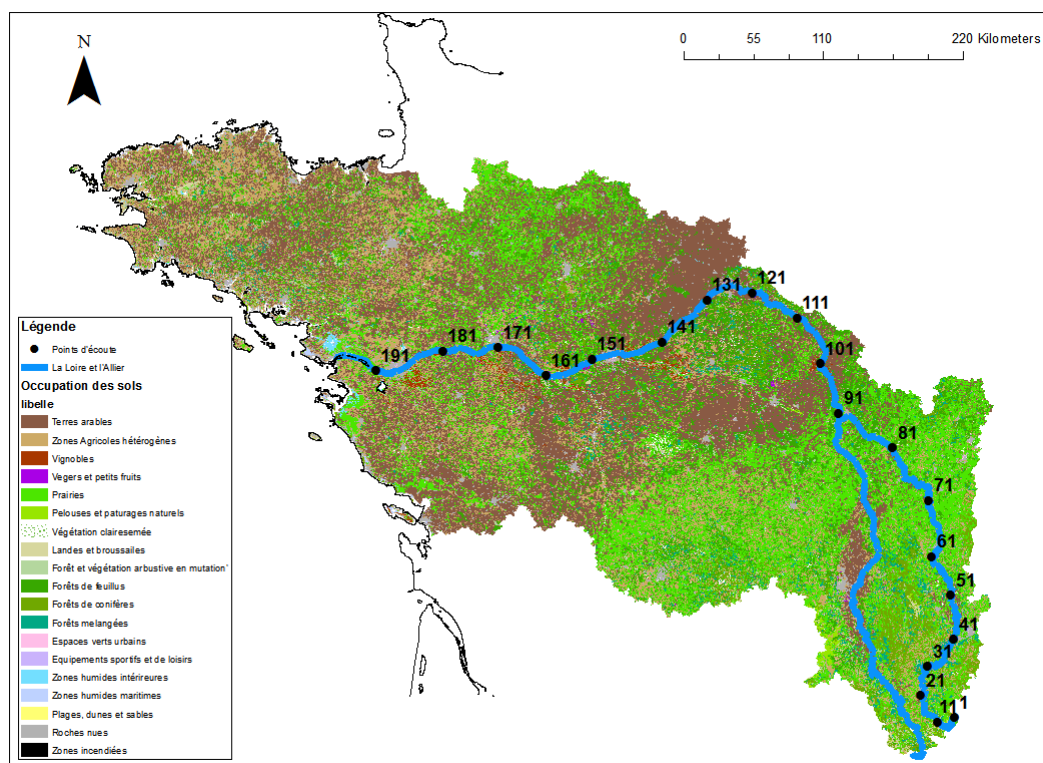 N
0 55 110 220 Kilometers
131
121
111
141
101
181
171
151
191
161
91
81
71
61
51
41
31
21
11
1
Légende
Points d'écoute
La Loire et l'Allier
Occupation des sols
libelle
Terres arables
Zones Agricoles hétérogènes
Vignobles
Vegers et petits fruits
Prairies
Pelouses et paturages naturels
Végétation clairesemée
Landes et broussailles
Forêt et végétation arbustive en mutation'
Forêts de feuillus
Forêts de conifères
Forêts melangées
Espaces verts urbains
Equipements sportifs et de loisirs
Zones humides intérireures
Zones humides maritimes
Plages, dunes et sables
Roches nues
Zones incendiées